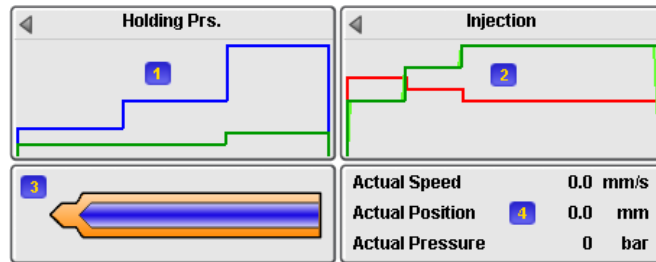 Holding Prs.
Injection
1
2
3
Actual Speed 0.0 mm/s
Actual Position 4 0.0 mm
Actual Pressure 0 bar